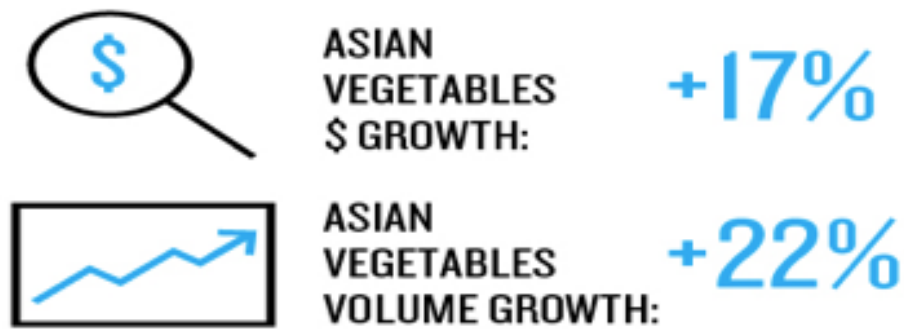 $
ASIAN
VEGETABLES
$ GROWTH:
+17%
ASIAN
VEGETABLES
VOLUME GROWTH:
+22%